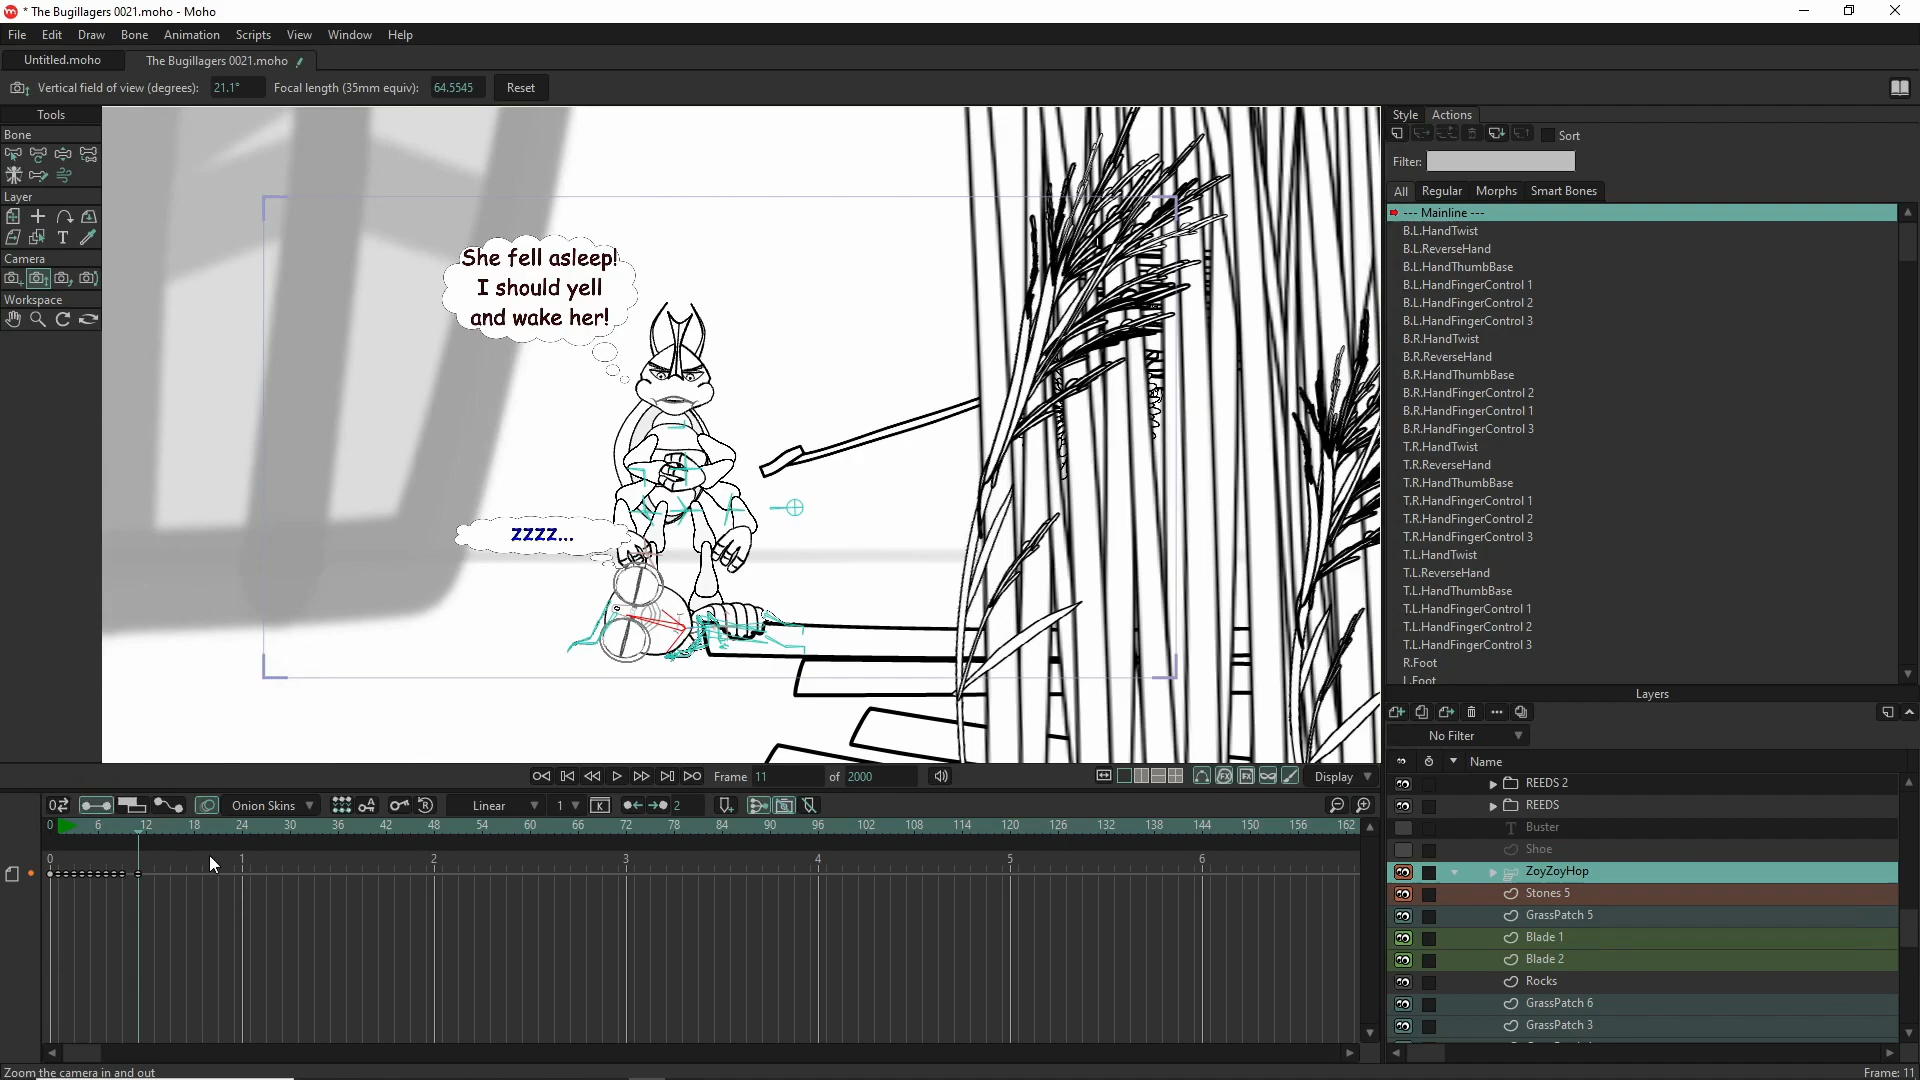 * The Bugillagers 0021.moho - Moho
File Edit Draw Bone Animation Scripts View Window Help
Untitled.moho The Bugillagers 0021.moho
Vertical field of view (degrees): 21.1° Focal length (35mm equiv): 64.5545 Reset
Tools
Bone
Layer
Camera
Workspace
She fell asleep!
I should yell
and wake her!
zzzz...
Style Actions
Sort
Filter:
All Regular Morphs Smart Bones
--- Mainline ---
B.L.HandTwist
B.L.ReverseHand
B.L.HandThumbBase
B.L.HandFingerControl 1
B.L.HandFingerControl 2
B.L.HandFingerControl 3
B.R.HandTwist
B.R.ReverseHand
B.R.HandThumbBase
B.R.HandFingerControl 2
B.R.HandFingerControl 1
B.R.HandFingerControl 3
T.R.HandTwist
T.R.ReverseHand
T.R.HandThumbBase
T.R.HandFingerControl 1
T.R.HandFingerControl 2
T.R.HandFingerControl 3
T.L.HandTwist
T.L.ReverseHand
T.L.HandThumbBase
T.L.HandFingerControl 1
T.L.HandFingerControl 2
T.L.HandFingerControl 3
R.Foot
L.Foot
Layers
No Filter
Name
REEDS 2
REEDS
Buster
Shoe
ZoyZoyHop
Stones 5
GrassPatch 5
Blade 1
Blade 2
Rocks
GrassPatch 6
GrassPatch 3
Frame 11 of 2000 Display
Onion Skins Linear 1 2
0 6 12 18 24 30 36 42 48 54 60 66 72 78 84 90 96 102 108 114 120 126 132 138 144 150 156 162
0 1 2 3 4 5 6
Zoom the camera in and out
Frame: 11